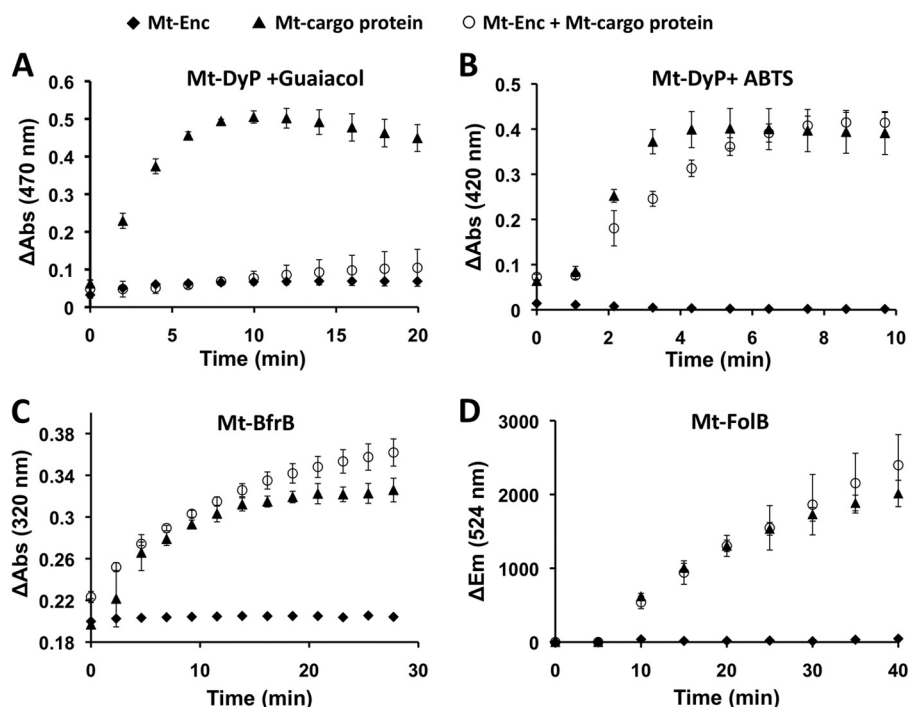 Mt-Enc Mt-cargo protein Mt-Enc + Mt-cargo protein
A
Mt-DyP +Guaiacol
ΔAbs (470 nm)
0.6
0.5
0.4
0.3
0.2
0.1
0
0 5 10 15 20
Time (min)
B
Mt-DyP+ ABTS
ΔAbs (420 nm)
0.5
0.4
0.3
0.2
0.1
0
0 2 4 6 8 10
Time (min)
C
Mt-BfrB
ΔAbs (320 nm)
0.38
0.34
0.3
0.26
0.22
0.18
0 10 20 30
Time (min)
D
Mt-FolB
ΔEm (524 nm)
3000
2000
1000
0
0 10 20 30 40
Time (min)